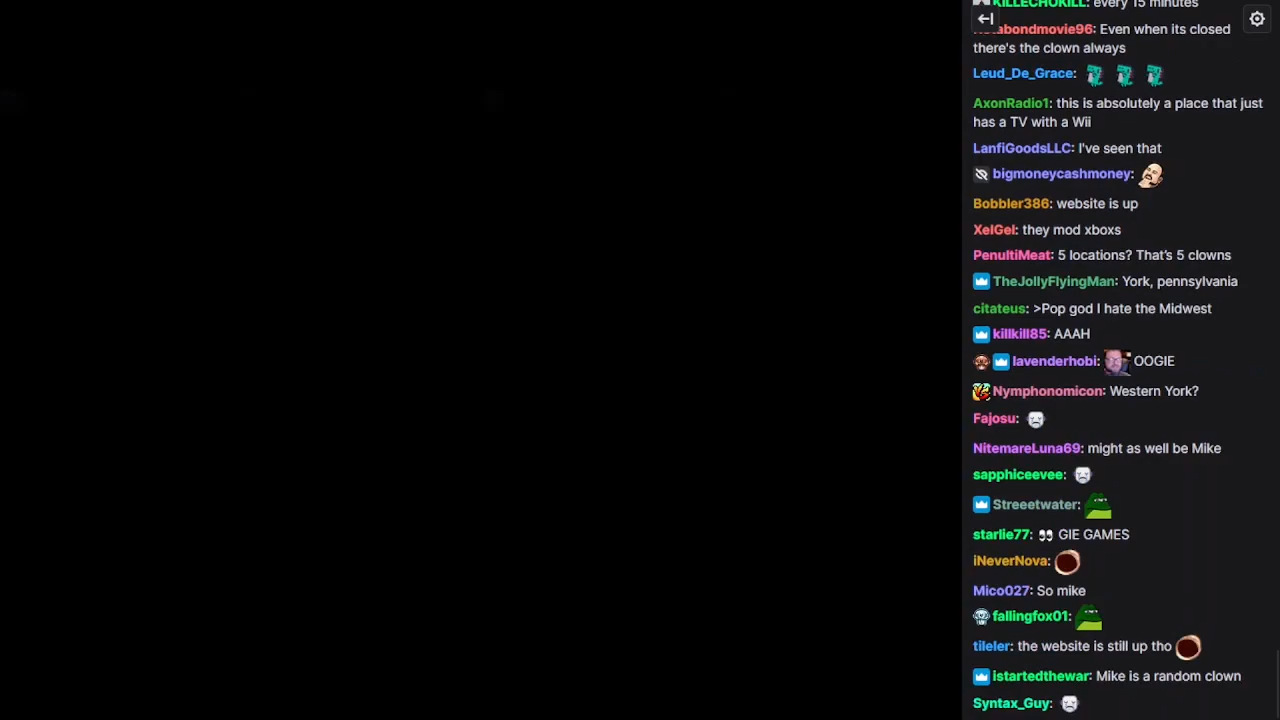 KILLECHOKILL: every 15 minutes
abondmovie96: Even when its closed
there's the clown always
Leud_De_Grace:
AxonRadio1: this is absolutely a place that just
has a TV with a Wii
LanfiGoodsLLC: I've seen that
bigmoneycashmoney:
Bobbler386: website is up
XelGel: they mod xboxs
PenultiMeat: 5 locations? That's 5 clowns
TheJollyFlyingMan: York, pennsylvania
citateus: >Pop god I hate the Midwest
killkill85: AAAH
lavenderhobi: OOGIE
Nymphonomicon: Western York?
Fajosu:
NitemareLuna69: might as well be Mike
sapphiceevee:
Streeetwater:
starlie77: 👀 GIE GAMES
iNeverNova:
Mico027: So mike
fallingfox01:
tileler: the website is still up tho
istartedthewar: Mike is a random clown
Syntax_Guy: